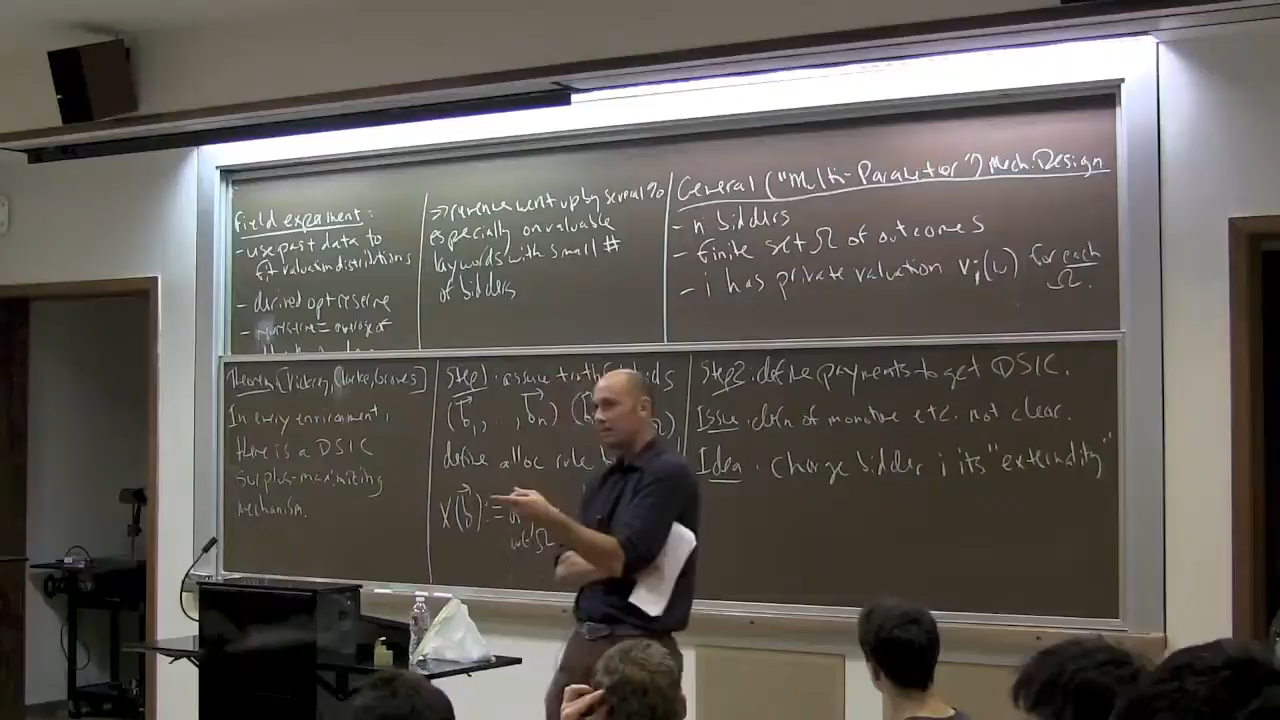 Field experiment:
- use past data to
fit valuation distributions
- derived opt reserve
=> revenue went up by several %
especially on valuable
keywords with small #
of bidders
General ("Multi-Parameter") Mech. Design
- n bidders
- finite set Ω of outcomes
- i has private valuation vᵢ(ω) for each
Ω.
Theorem [Vickrey, Clarke, Groves]
In every environment,
there is a DSIC
surplus-maximizing
mechanism.
Step1: assume truthful bids
(b⃗₁, ..., b⃗ₙ)
define alloc rule
x(b⃗) :=
ω∈Ω
Step2: define payments to get DSIC.
Issue: defn of monotone etc. not clear.
Idea: charge bidder i its "externality"